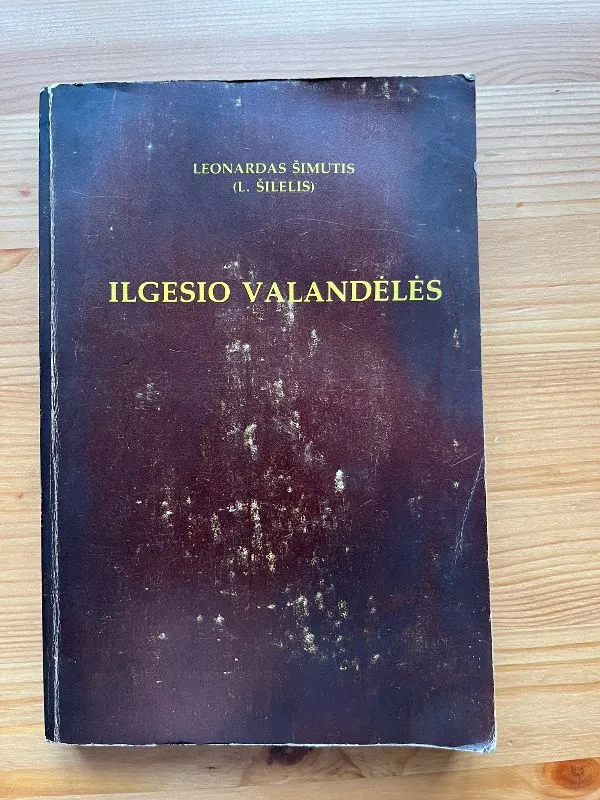 LEONARDAS ŠIMUTIS
(L. ŠILELIS)
ILGESIO VALANDĖLĖS